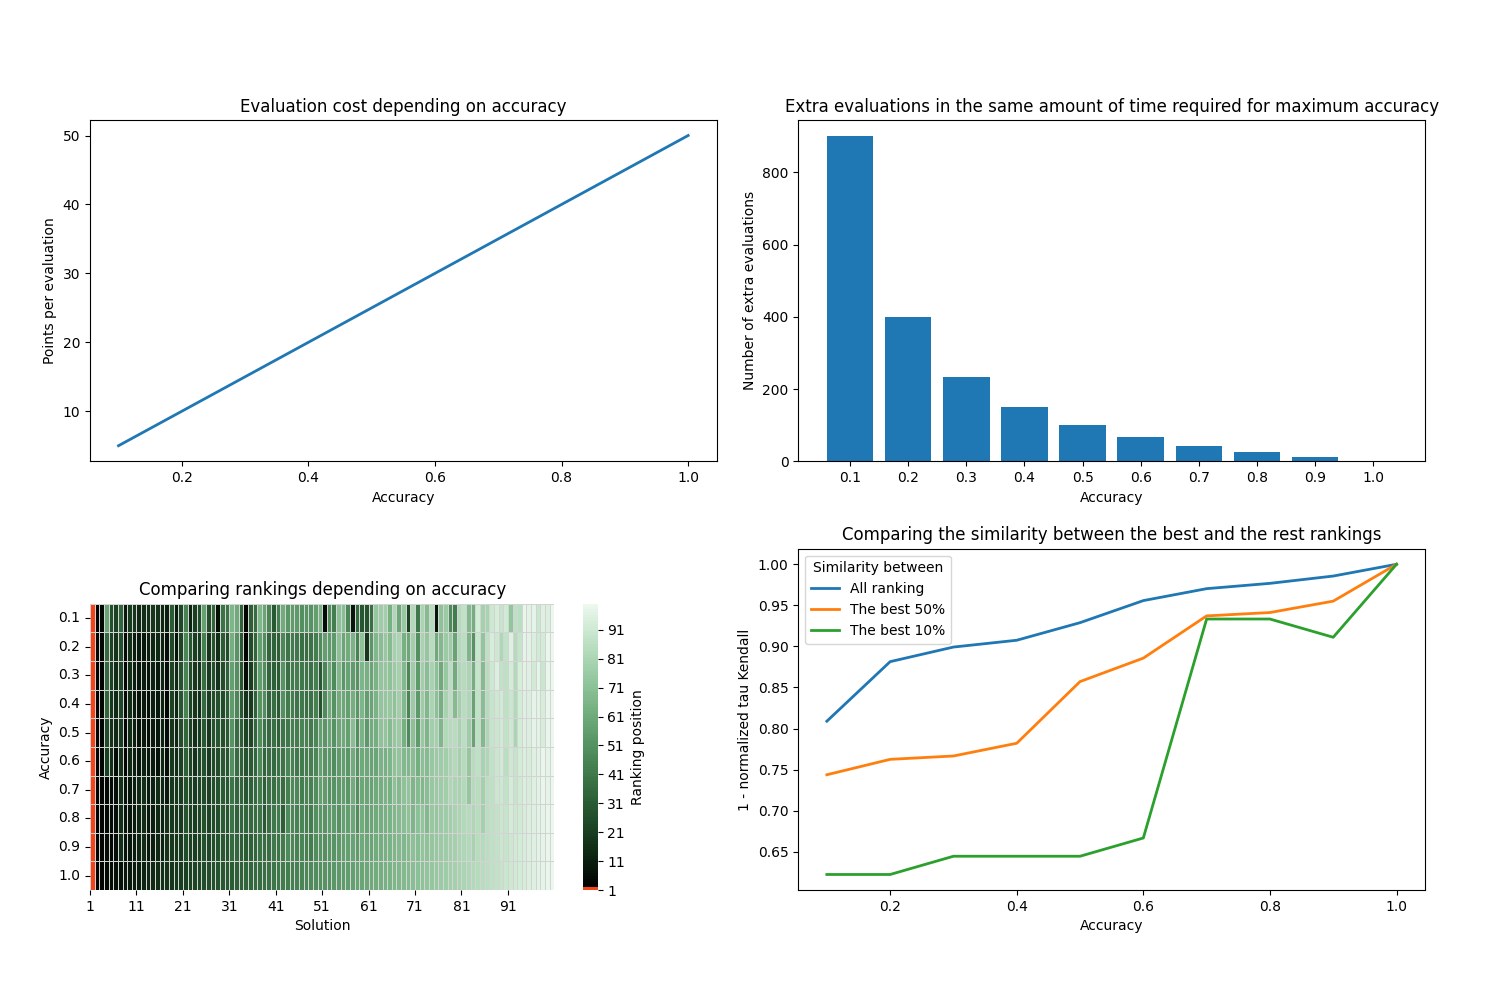 Evaluation cost depending on accuracy
Points per evaluation
50
40
30
20
10
0.2 0.4 0.6 0.8 1.0
Accuracy
Extra evaluations in the same amount of time required for maximum accuracy
Number of extra evaluations
800
600
400
200
0
0.1 0.2 0.3 0.4 0.5 0.6 0.7 0.8 0.9 1.0
Accuracy
Comparing rankings depending on accuracy
Accuracy
0.1
0.2
0.3
0.4
0.5
0.6
0.7
0.8
0.9
1.0
1 11 21 31 41 51 61 71 81 91
Solution
91
81
71
61
51
41
31
21
11
1
Ranking position
Comparing the similarity between the best and the rest rankings
1 - normalized tau Kendall
1.00
0.95
0.90
0.85
0.80
0.75
0.70
0.65
Similarity between
All ranking
The best 50%
The best 10%
0.2 0.4 0.6 0.8 1.0
Accuracy